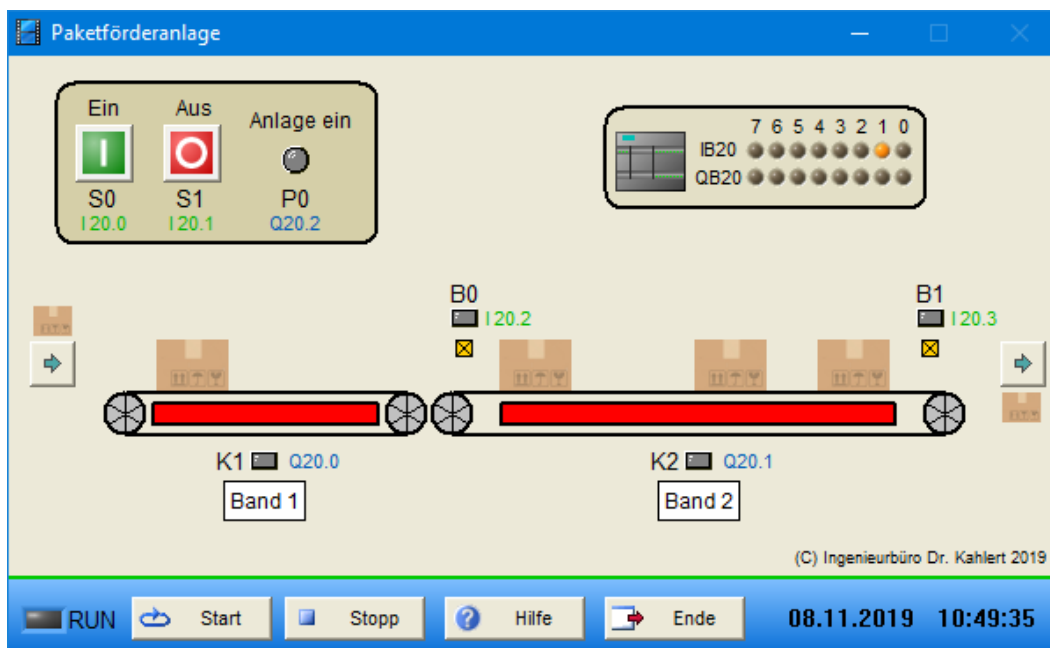 Paketförderanlage
Ein Aus Anlage ein
S0 S1 P0
I 20.0 I 20.1 Q20.2
7 6 5 4 3 2 1 0
IB20
QB20
B0
I 20.2
B1
I 20.3
K1 Q20.0
Band 1
K2 Q20.1
Band 2
(C) Ingenieurbüro Dr. Kahlert 2019
RUN Start Stopp Hilfe Ende 08.11.2019 10:49:35